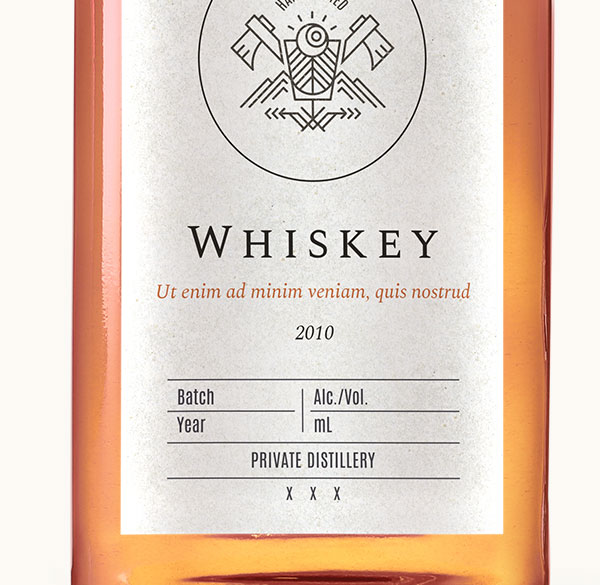 WHISKEY
Ut enim ad minim veniam, quis nostrud
2010
Batch
Alc./Vol.
Year
mL
PRIVATE DISTILLERY
X X X